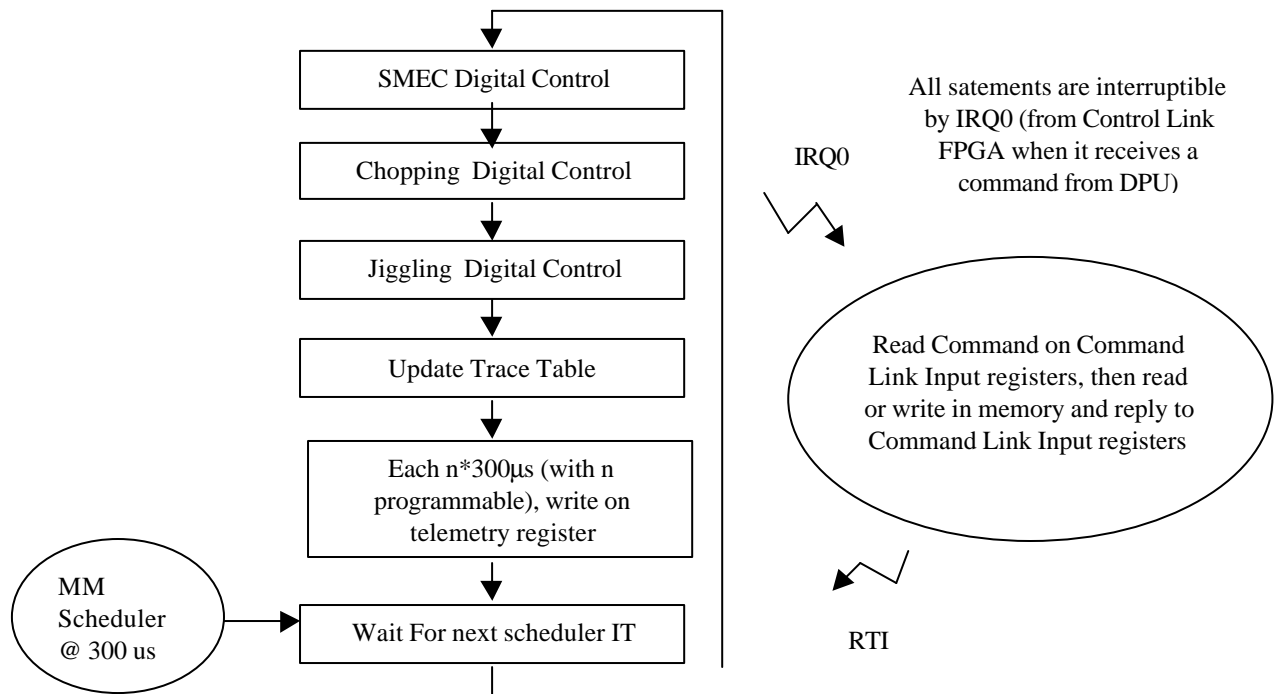 SMEC Digital Control
Chopping Digital Control
Jiggling Digital Control
Update Trace Table
Each n*300μs (with n
programmable), write on
telemetry register
MM
Scheduler
@ 300 us
Wait For next scheduler IT
IRQ0
All satements are interruptible
by IRQ0 (from Control Link
FPGA when it receives a
command from DPU)
Read Command on Command
Link Input registers, then read
or write in memory and reply to
Command Link Input registers
RTI